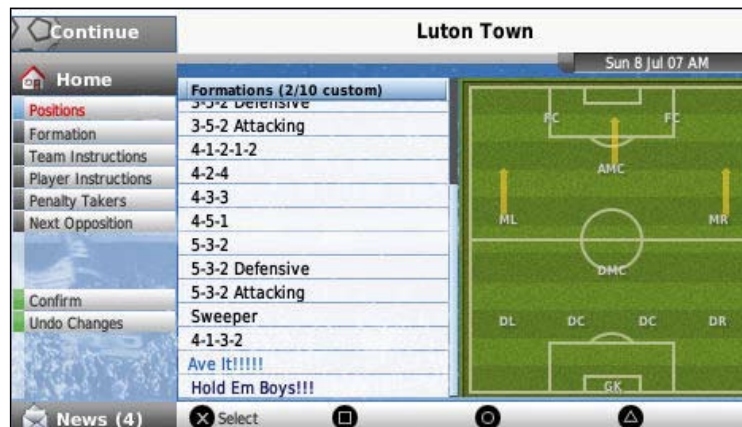 Continue
Luton Town
Sun 8 Jul 07 AM
Home
Positions
Formation
Team Instructions
Player Instructions
Penalty Takers
Next Opposition
Confirm
Undo Changes
News (4)
Formations (2/10 custom)
3-5-2 Defensive
3-5-2 Attacking
4-1-2-1-2
4-2-4
4-3-3
4-5-1
5-3-2
5-3-2 Defensive
5-3-2 Attacking
Sweeper
4-1-3-2
Ave It!!!!!
Hold Em Boys!!!
FC FC
AMC
ML MR
DMC
DL DC DC DR
GK
Select